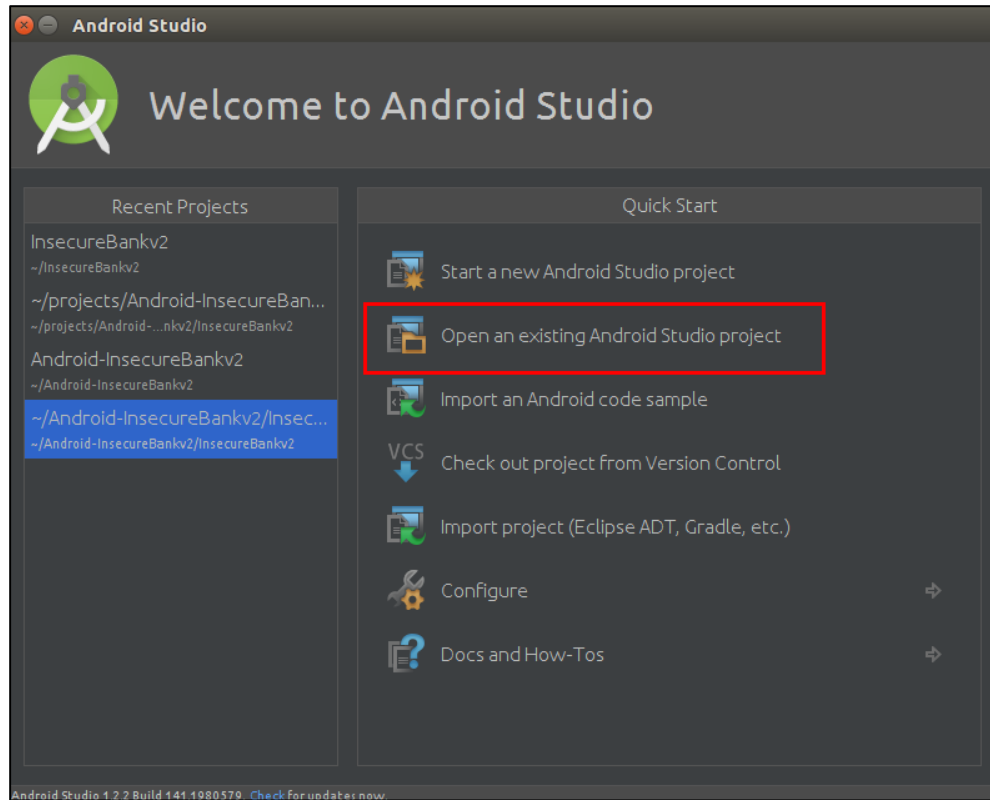 Android Studio
Welcome to Android Studio
Recent Projects
InsecureBankv2
~/InsecureBankv2
~/projects/Android-InsecureBan...
~/projects/Android-...nkv2/InsecureBankv2
Android-InsecureBankv2
~/Android-InsecureBankv2
~/Android-InsecureBankv2/Insec...
~/Android-InsecureBankv2/InsecureBankv2
Quick Start
Start a new Android Studio project
Open an existing Android Studio project
Import an Android code sample
VCS
Check out project from Version Control
Import project (Eclipse ADT, Gradle, etc.)
Configure
Docs and How-Tos
Android Studio 1.2.2 Build 141.1980579. Check for updates now.